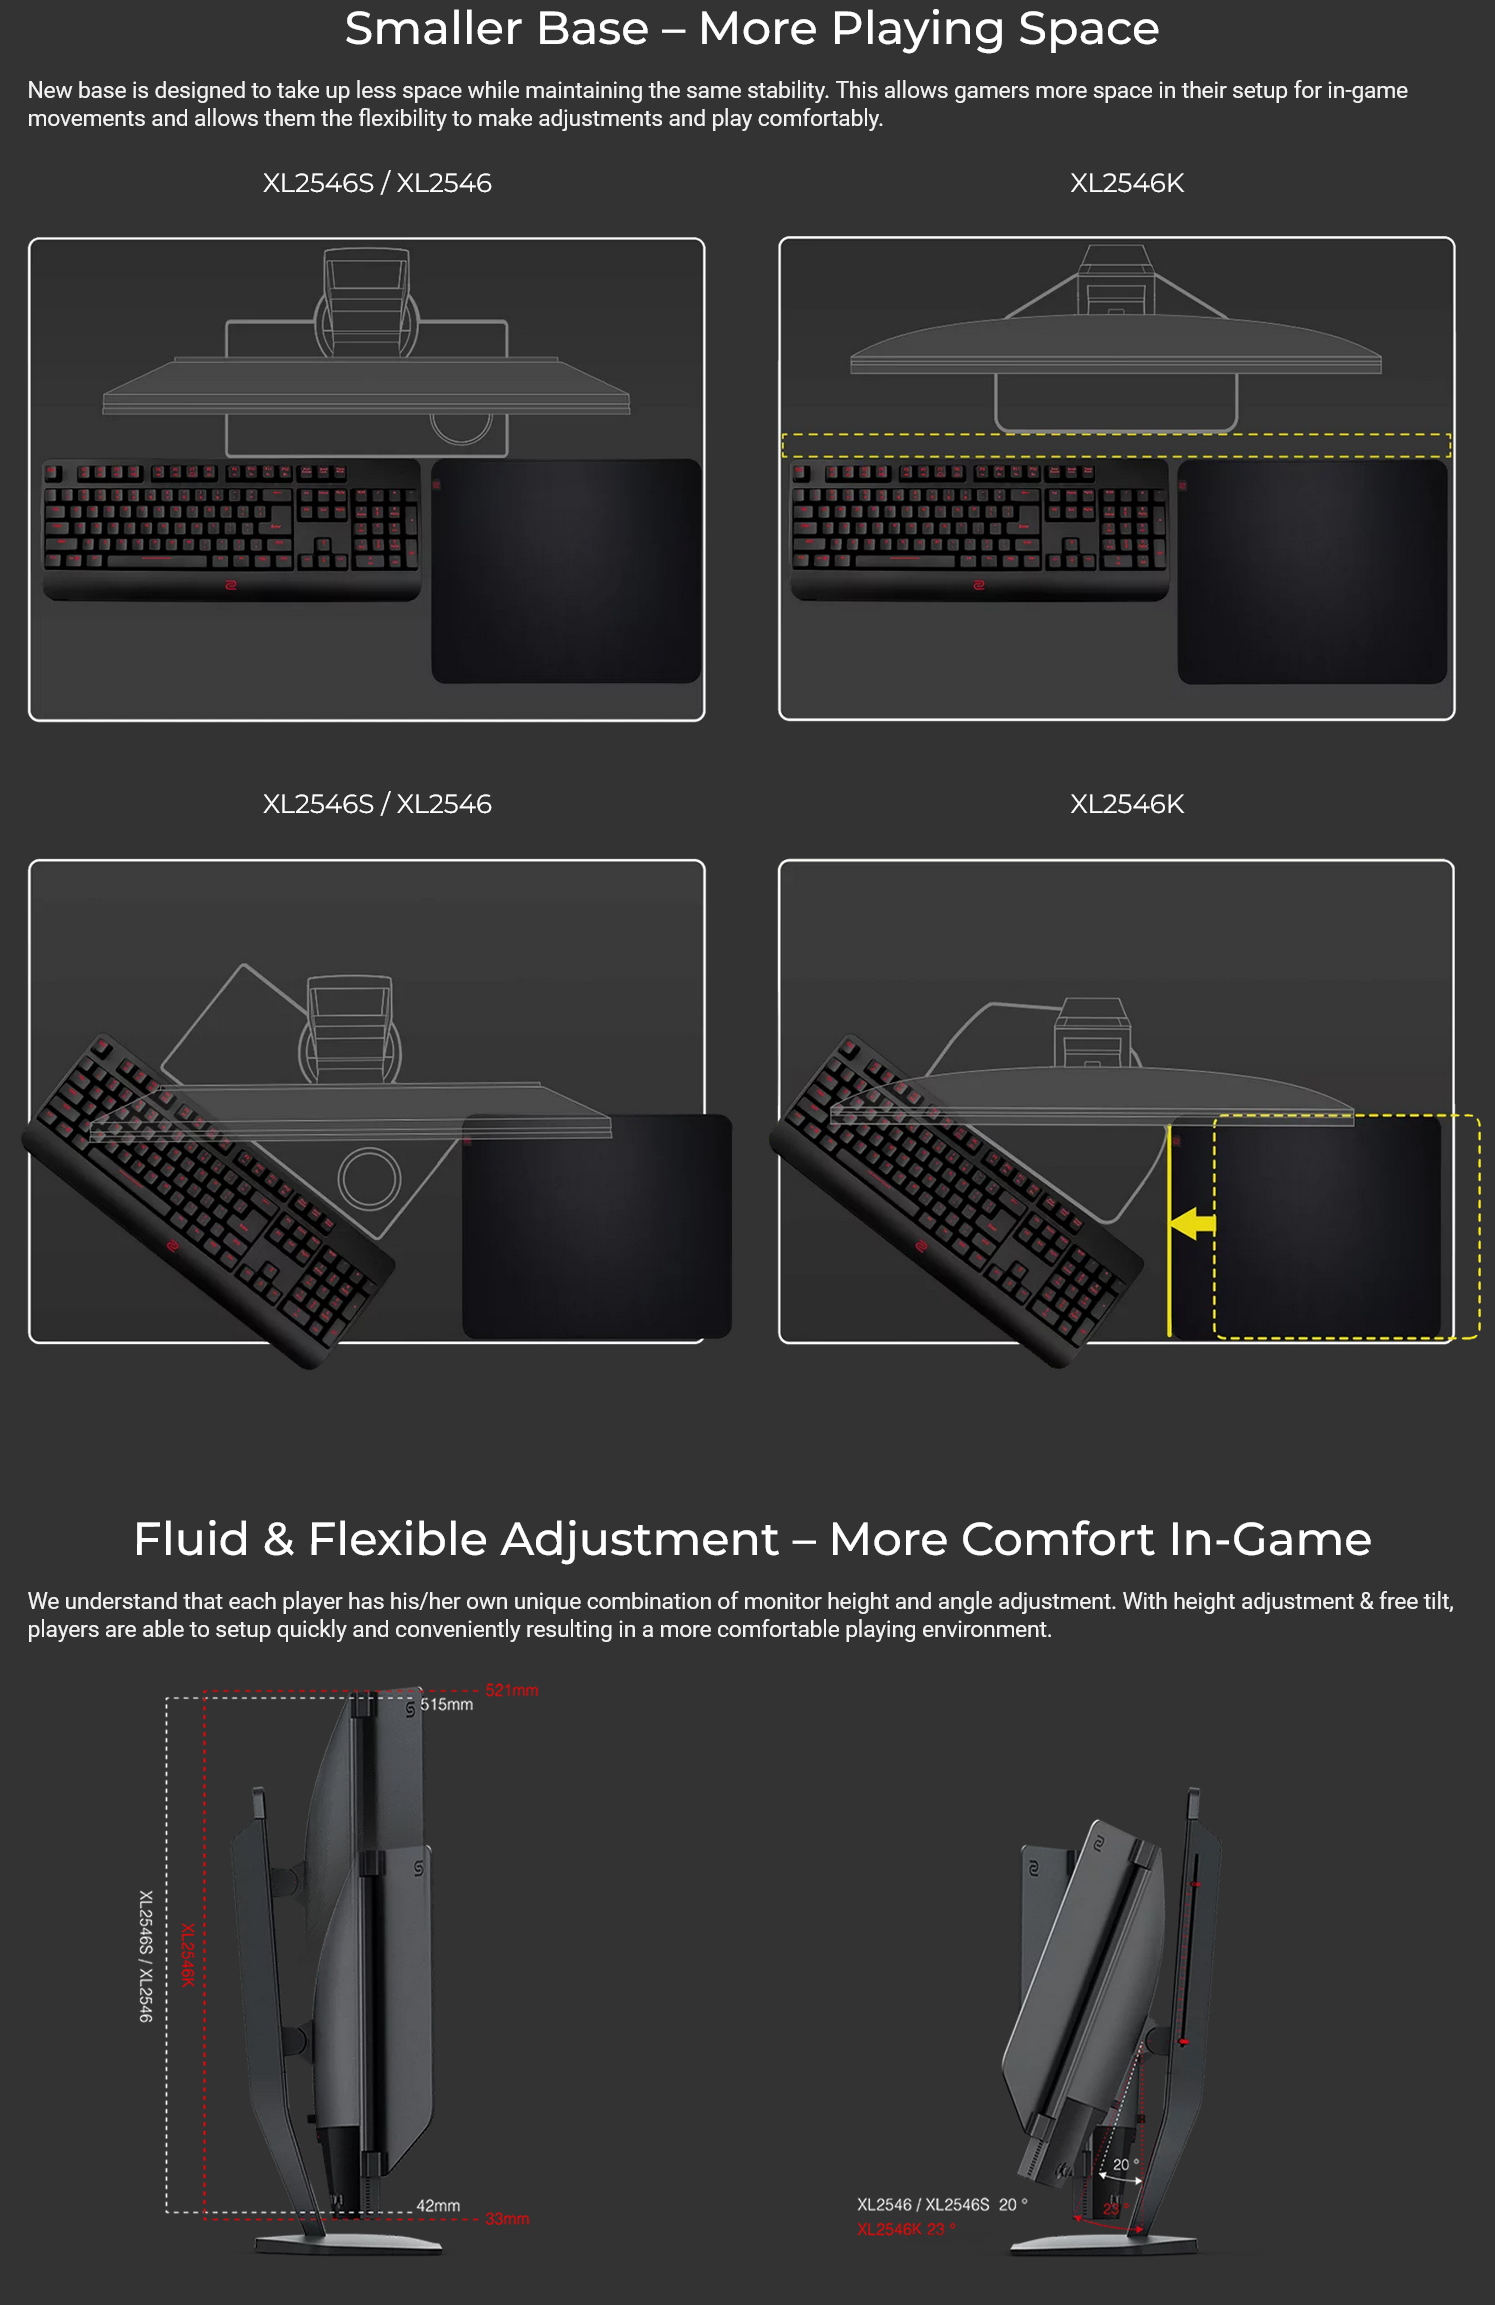 Smaller Base – More Playing Space
New base is designed to take up less space while maintaining the same stability. This allows gamers more space in their setup for in-game
movements and allows them the flexibility to make adjustments and play comfortably.
XL2546S / XL2546
XL2546K
XL2546S / XL2546
XL2546K
Fluid & Flexible Adjustment – More Comfort In-Game
We understand that each player has his/her own unique combination of monitor height and angle adjustment. With height adjustment & free tilt,
players are able to setup quickly and conveniently resulting in a more comfortable playing environment.
521mm
515mm
XL2546S / XL2546
XL2546K
42mm
33mm
20 °
23 °
XL2546 / XL2546S 20 °
XL2546K 23 °